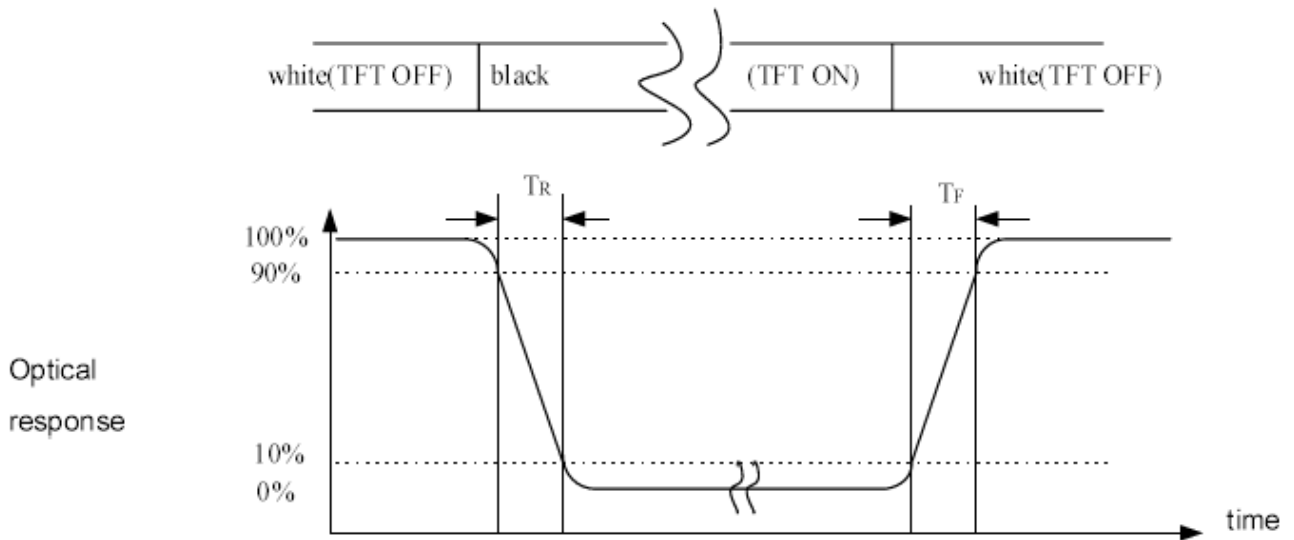 white(TFT OFF) black (TFT ON) white(TFT OFF)
TR TF
100%
90%
Optical
response
10%
0%
time